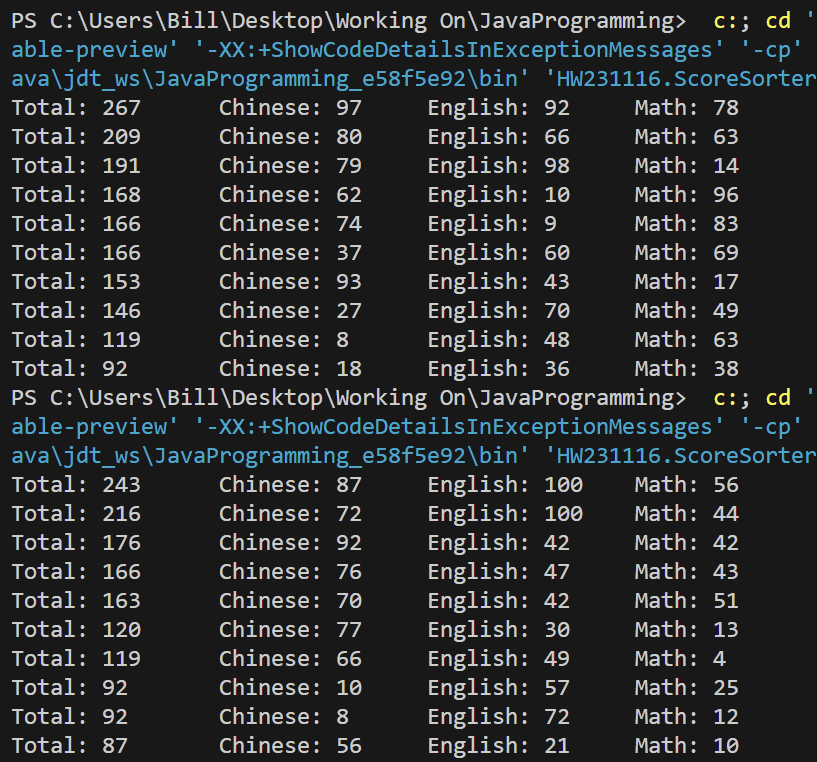 PS C:\Users\Bill\Desktop\Working On\JavaProgramming>  c:; cd '
able-preview' '-XX:+ShowCodeDetailsInExceptionMessages' '-cp'
ava\jdt_ws\JavaProgramming_e58f5e92\bin' 'HW231116.ScoreSorter
Total: 267 Chinese: 97 English: 92 Math: 78
Total: 209 Chinese: 80 English: 66 Math: 63
Total: 191 Chinese: 79 English: 98 Math: 14
Total: 168 Chinese: 62 English: 10 Math: 96
Total: 166 Chinese: 74 English: 9 Math: 83
Total: 166 Chinese: 37 English: 60 Math: 69
Total: 153 Chinese: 93 English: 43 Math: 17
Total: 146 Chinese: 27 English: 70 Math: 49
Total: 119 Chinese: 8 English: 48 Math: 63
Total: 92 Chinese: 18 English: 36 Math: 38
PS C:\Users\Bill\Desktop\Working On\JavaProgramming>  c:; cd '
able-preview' '-XX:+ShowCodeDetailsInExceptionMessages' '-cp'
ava\jdt_ws\JavaProgramming_e58f5e92\bin' 'HW231116.ScoreSorter
Total: 243 Chinese: 87 English: 100 Math: 56
Total: 216 Chinese: 72 English: 100 Math: 44
Total: 176 Chinese: 92 English: 42 Math: 42
Total: 166 Chinese: 76 English: 47 Math: 43
Total: 163 Chinese: 70 English: 42 Math: 51
Total: 120 Chinese: 77 English: 30 Math: 13
Total: 119 Chinese: 66 English: 49 Math: 4
Total: 92 Chinese: 10 English: 57 Math: 25
Total: 92 Chinese: 8 English: 72 Math: 12
Total: 87 Chinese: 56 English: 21 Math: 10